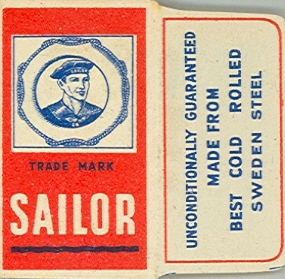 TRADE MARK
SAILOR
UNCONDITIONALLY GUARANTEED
MADE FROM
BEST COLD ROLLED
SWEDEN STEEL